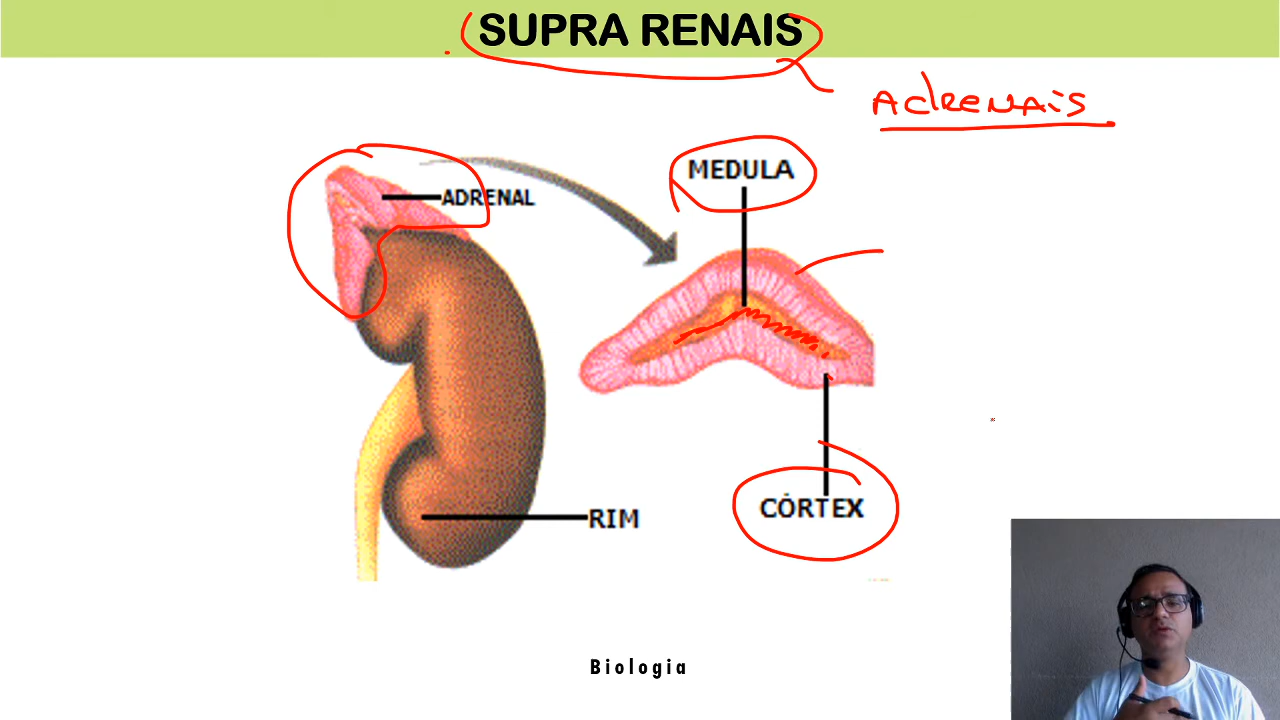 SUPRA RENAIS
AdRENAiS
MEDULA
ADRENAL
CÓRTEX
RIM
Biologia